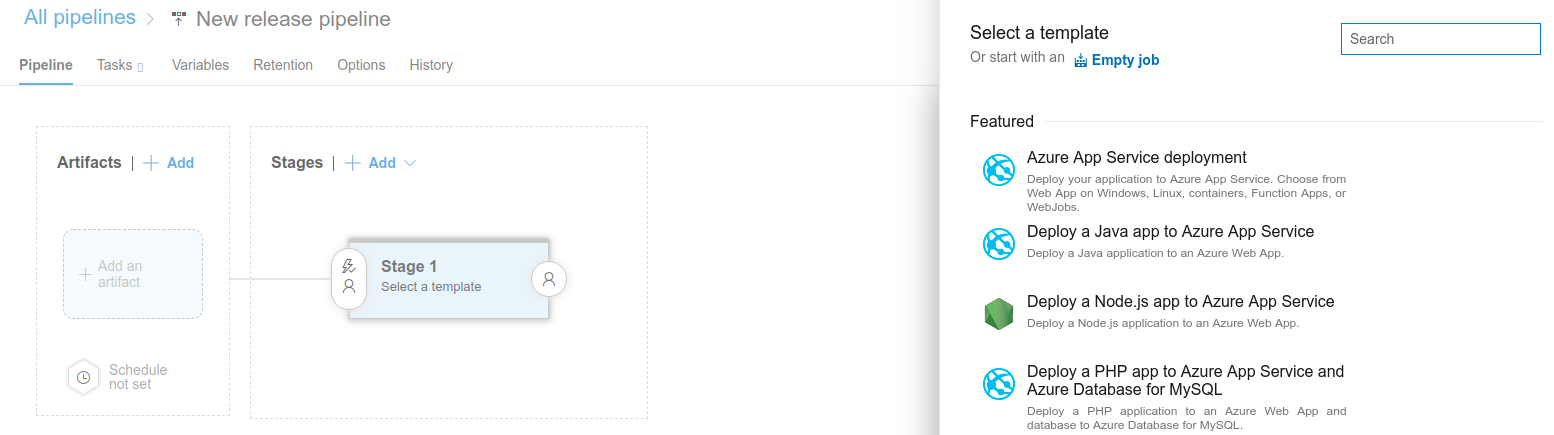 All pipelines > New release pipeline
Pipeline Tasks Variables Retention Options History
Artifacts | + Add
Stages | + Add
+ Add an
artifact
Stage 1
Select a template
Schedule
not set
Select a template
Search
Or start with an Empty job
Featured
Azure App Service deployment
Deploy your application to Azure App Service. Choose from
Web App on Windows, Linux, containers, Function Apps, or
WebJobs.
Deploy a Java app to Azure App Service
Deploy a Java application to an Azure Web App.
Deploy a Node.js app to Azure App Service
Deploy a Node.js application to an Azure Web App.
Deploy a PHP app to Azure App Service and
Azure Database for MySQL
Deploy a PHP application to an Azure Web App and
database to Azure Database for MySQL.